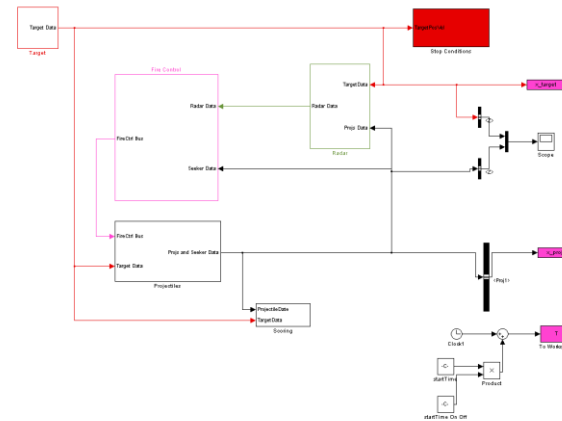 Target Data
Target
Stop Conditions
x_target
Fire Control
Radar Data
FireCtrl Bus
Seeker Data
TargetData
Radar Data
Projs Data
Radar
Scope
FireCtrl Bus
Projs and Seeker Data
Target Data
Projectiles
<Proj1>
ProjectileData
TargetData
Scoring
Clock1
T
To Works
-C-
startTime
Product
-C-
startTime On Off